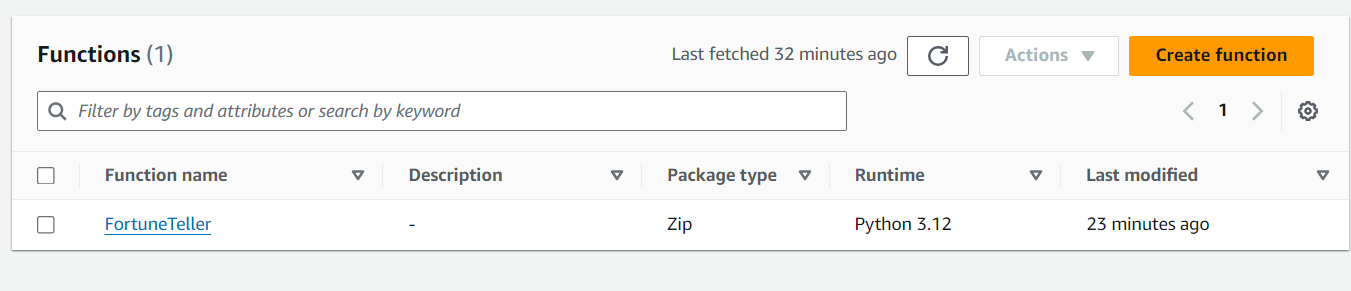 Functions (1)
Last fetched 32 minutes ago
Actions
Create function
Filter by tags and attributes or search by keyword
1
Function name Description Package type Runtime Last modified
FortuneTeller - Zip Python 3.12 23 minutes ago